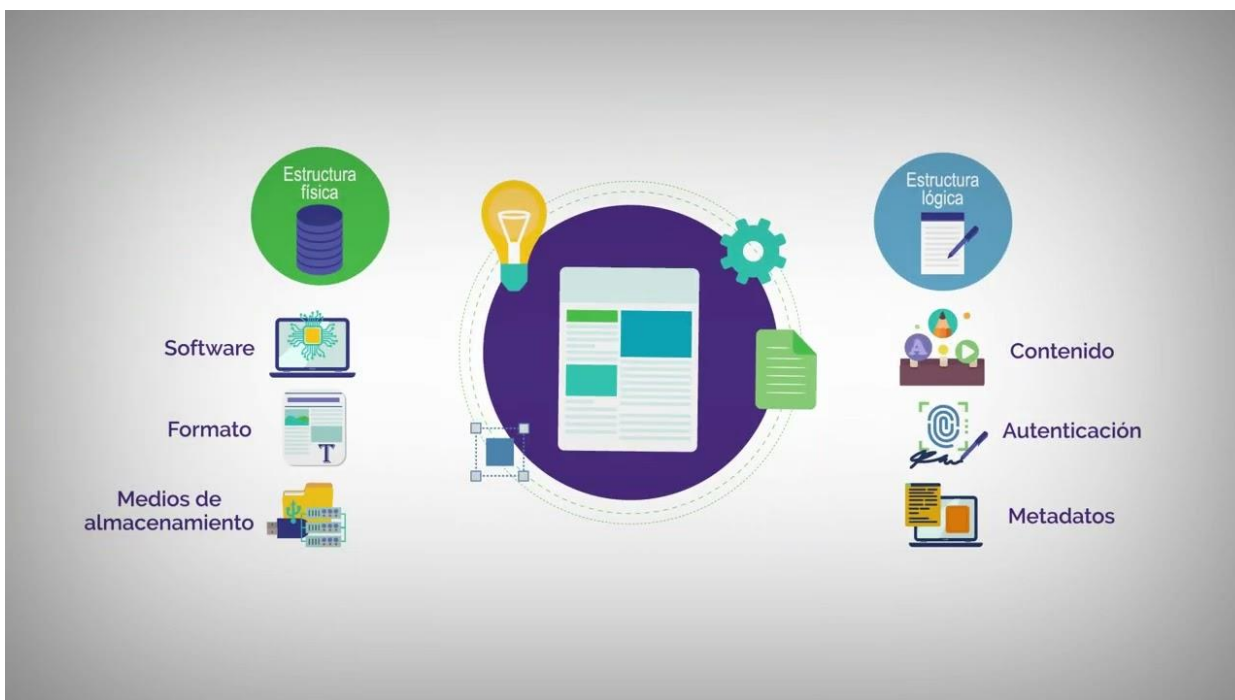 Estructura
física
Software
Formato
Medios de
almacenamiento
Estructura
lógica
Contenido
Autenticación
Metadatos